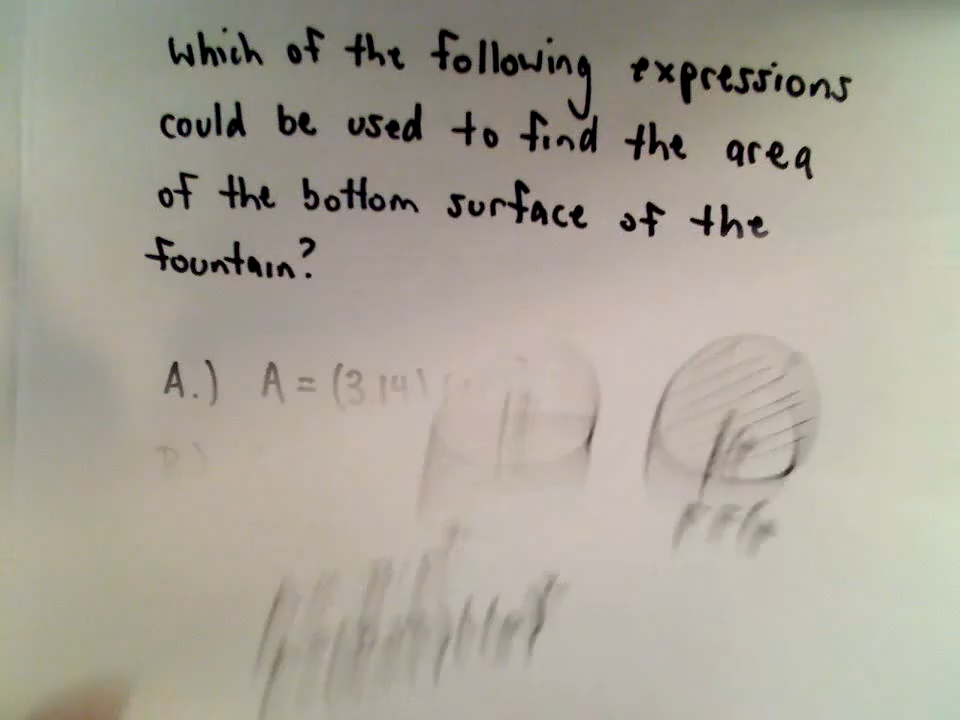 Which of the following expressions
could be used to find the area
of the bottom surface of the
fountain?
A.) A = (3.14)
B)